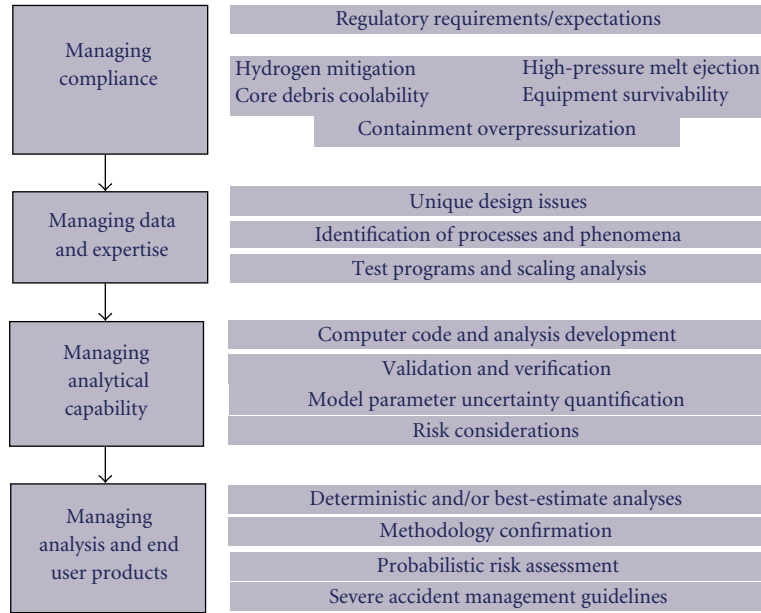 Managing
compliance
Regulatory requirements/expectations
Hydrogen mitigation
High-pressure melt ejection
Core debris coolability
Equipment survivability
Containment overpressurization
Managing data
and expertise
Unique design issues
Identification of processes and phenomena
Test programs and scaling analysis
Managing
analytical
capability
Computer code and analysis development
Validation and verification
Model parameter uncertainty quantification
Risk considerations
Managing
analysis and end
user products
Deterministic and/or best-estimate analyses
Methodology confirmation
Probabilistic risk assessment
Severe accident management guidelines